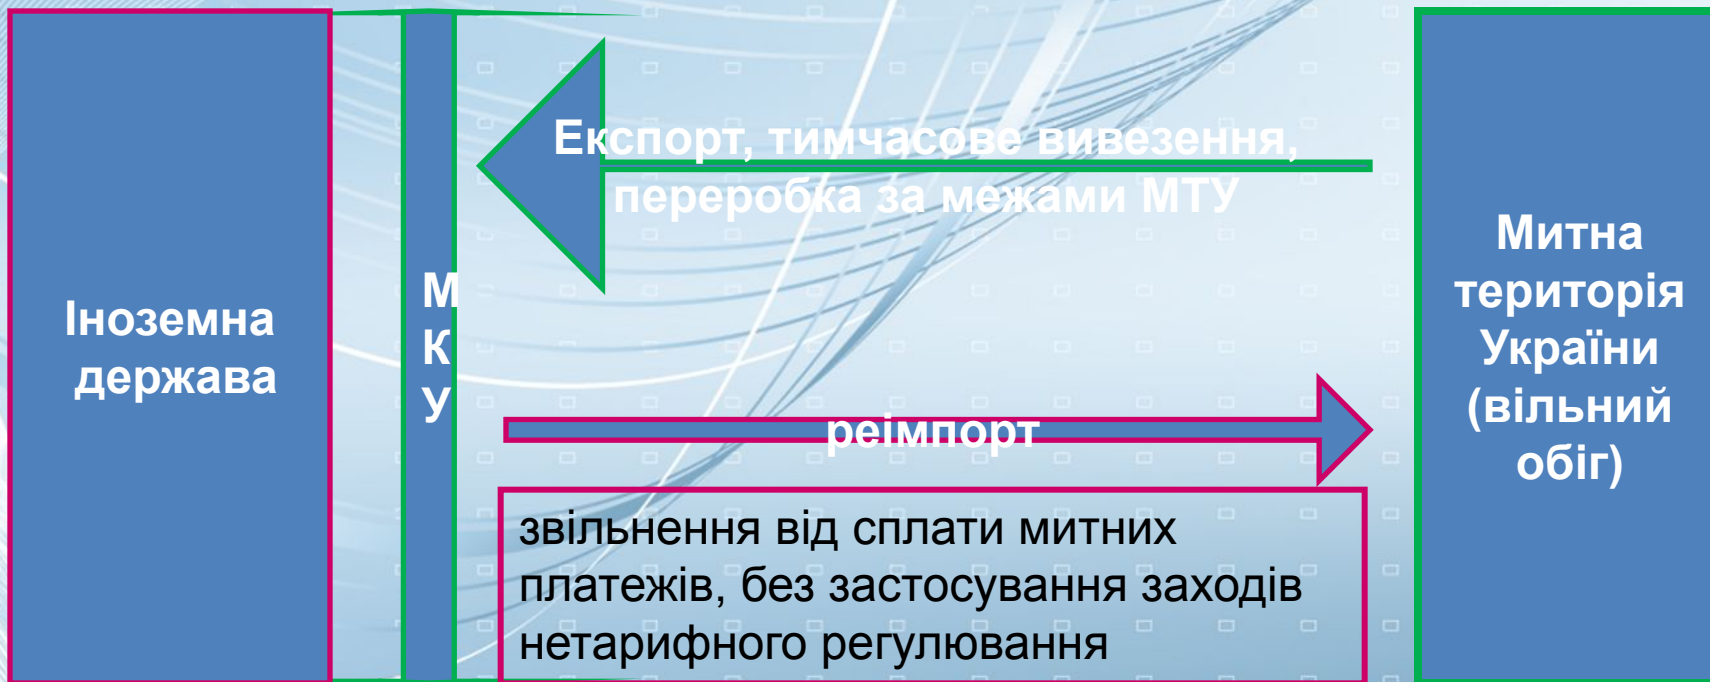 Іноземна
держава
М
К
У
Експорт, тимчасове вивезення,
переробка за межами МТУ
реімпорт
звільнення від сплати митних
платежів, без застосування заходів
нетарифного регулювання
Митна
територія
України
(вільний
обіг)